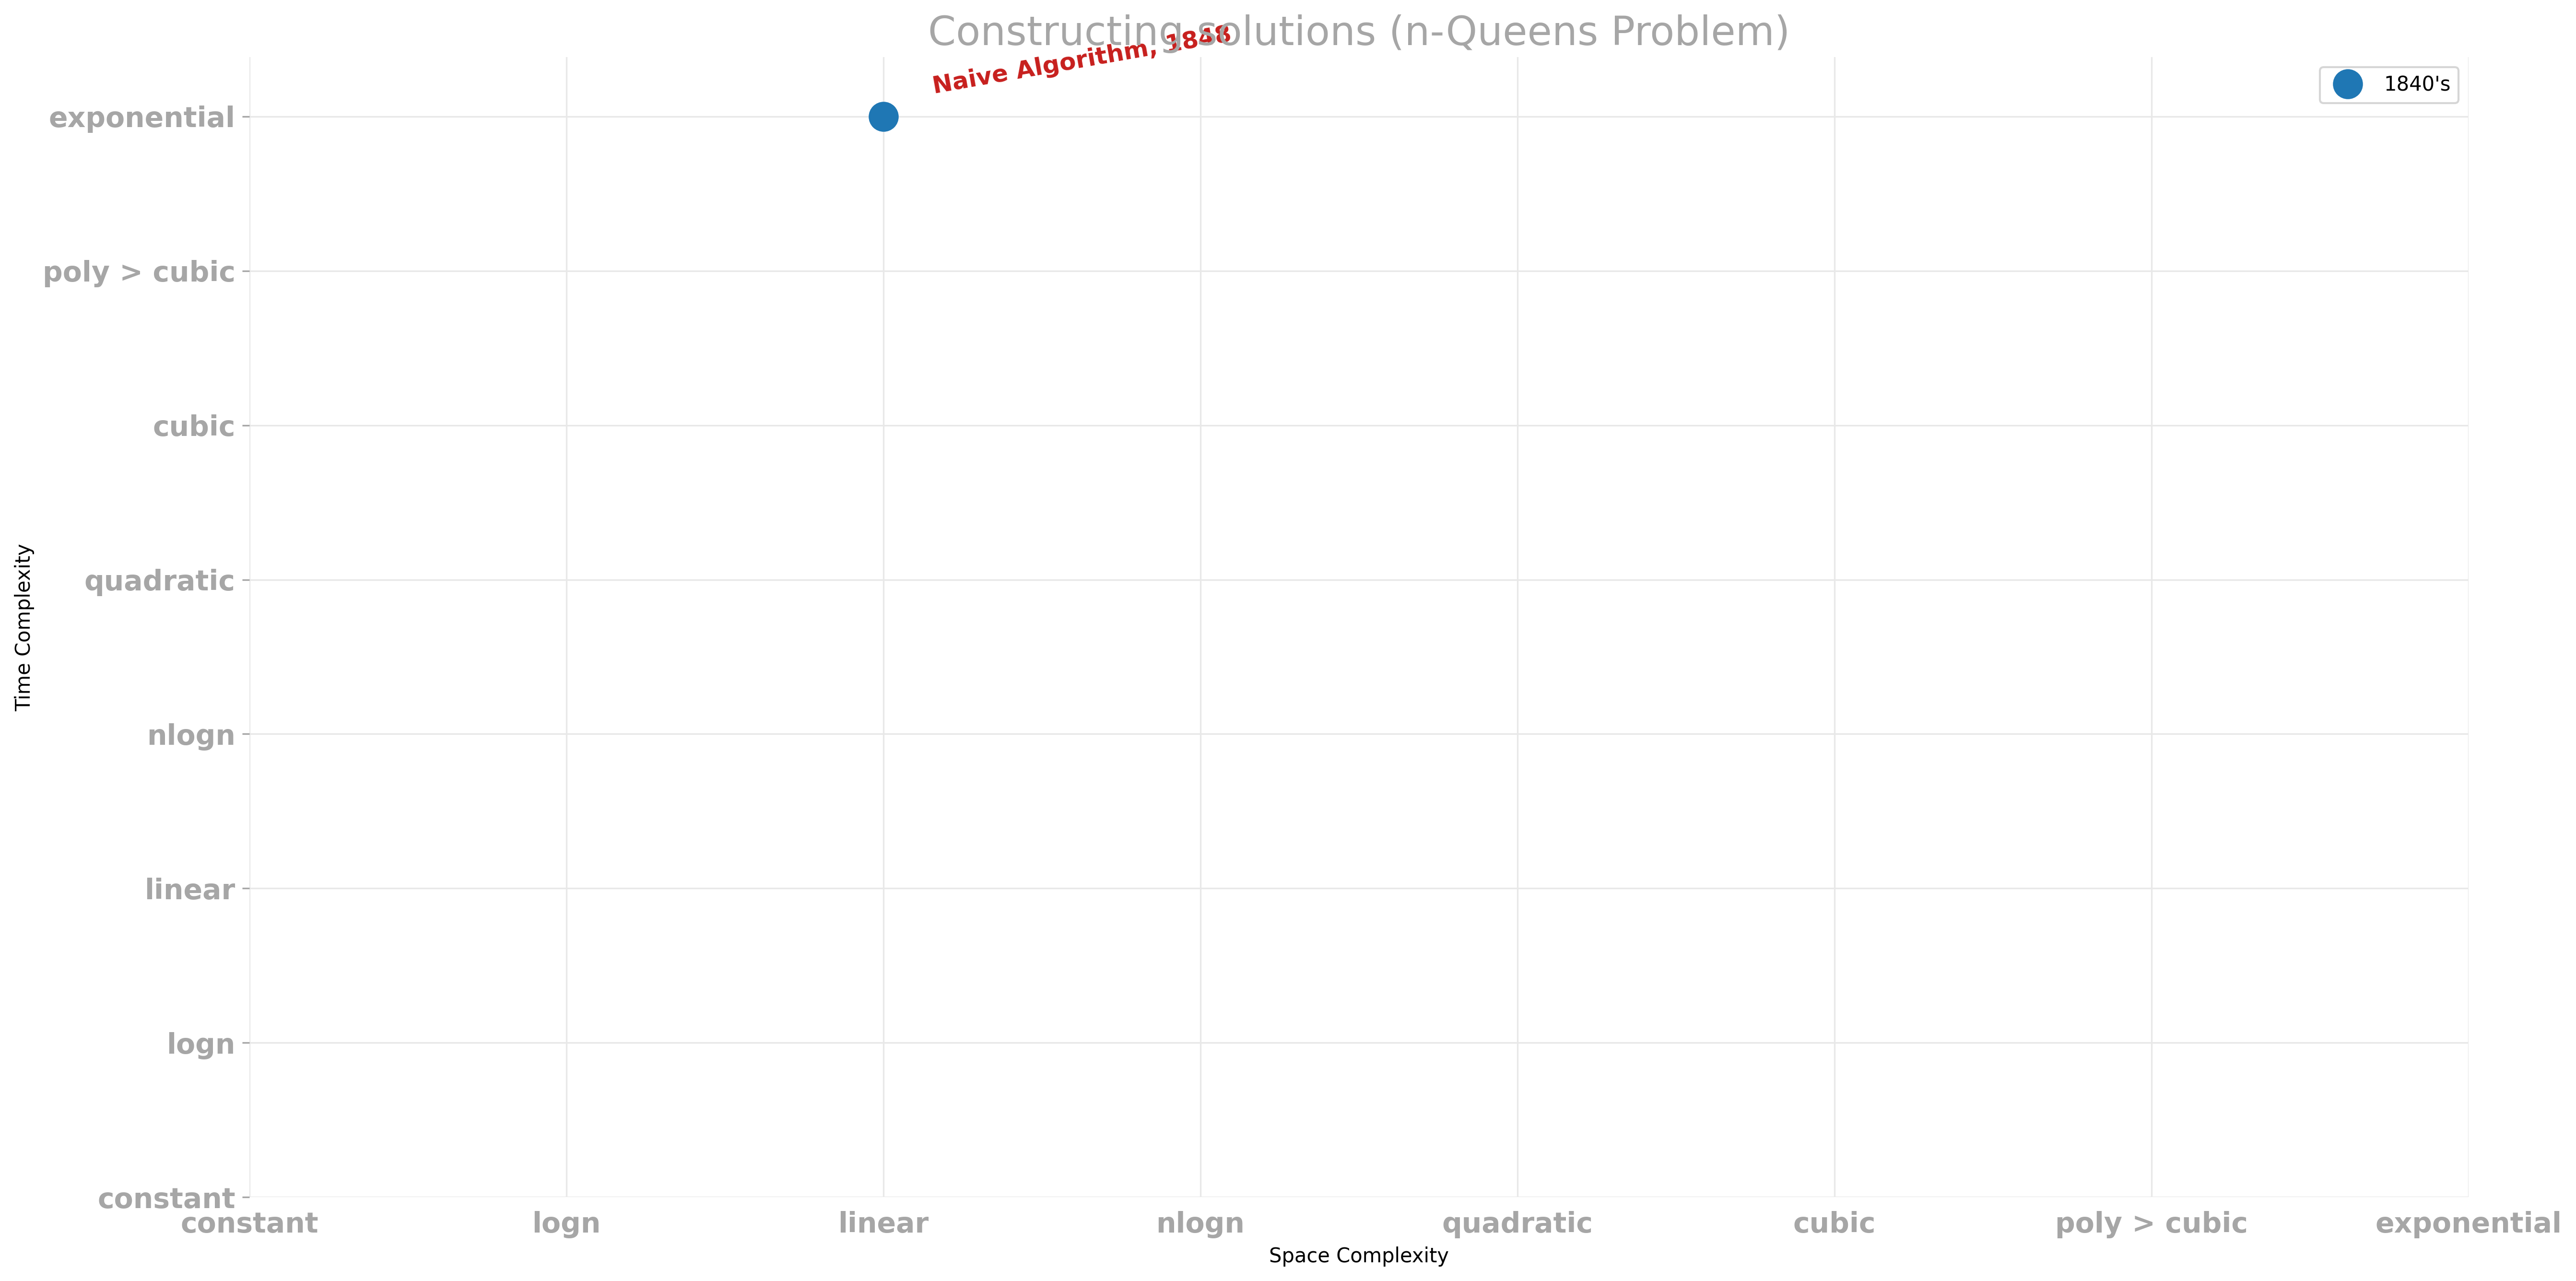 Constructing solutions (n-Queens Problem)
Naive Algorithm, 1848
1840's
exponential
poly > cubic
cubic
quadratic
nlogn
linear
logn
constant
Time Complexity
constant logn linear nlogn quadratic cubic poly > cubic exponential
Space Complexity